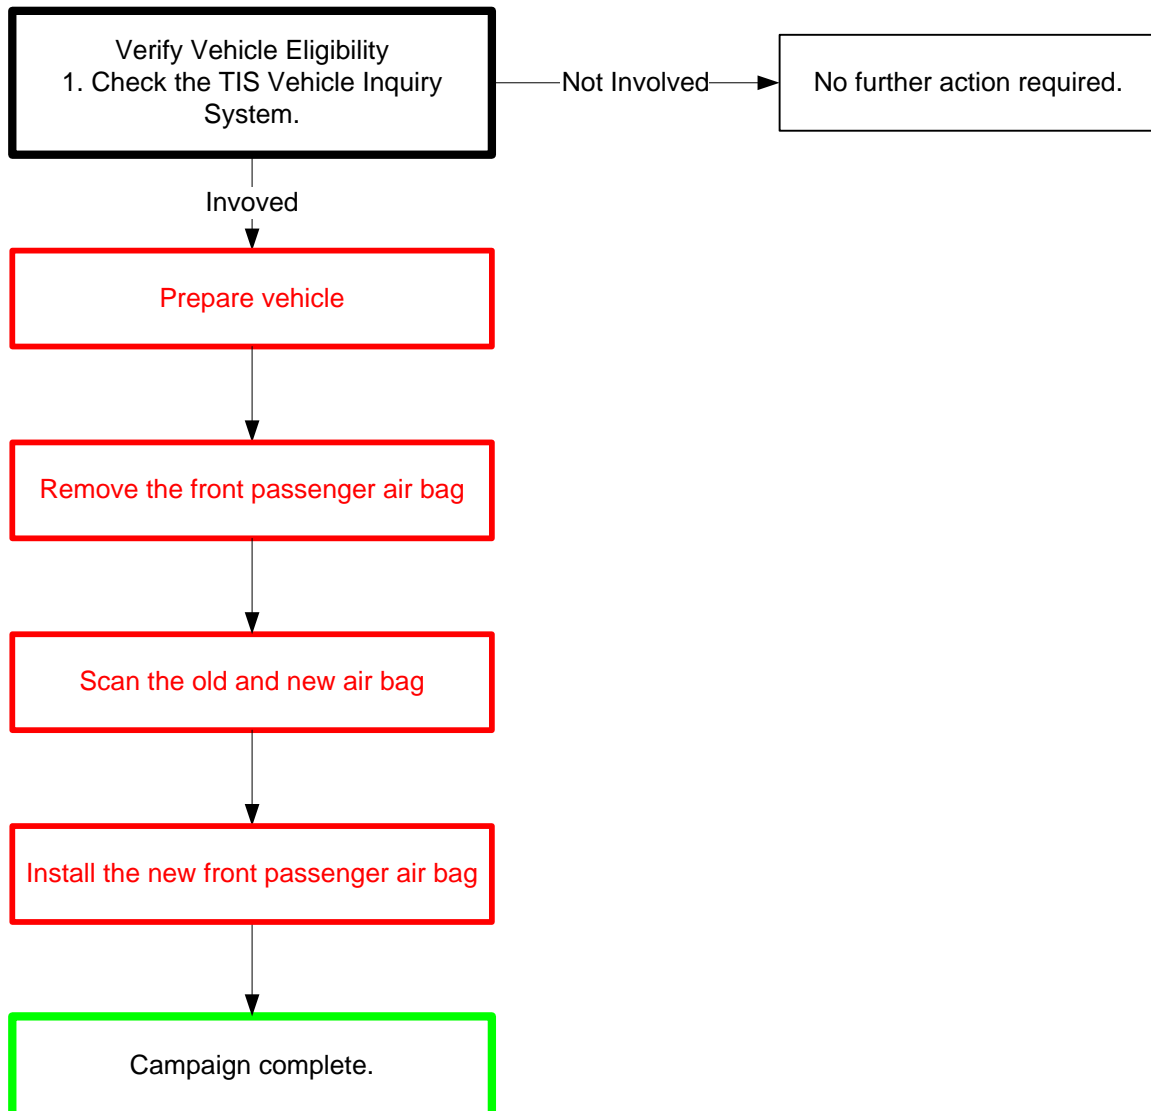 Verify Vehicle Eligibility
1. Check the TIS Vehicle Inquiry
System.
Not Involved
No further action required.
Invoved
Prepare vehicle
Remove the front passenger air bag
Scan the old and new air bag
Install the new front passenger air bag
Campaign complete.